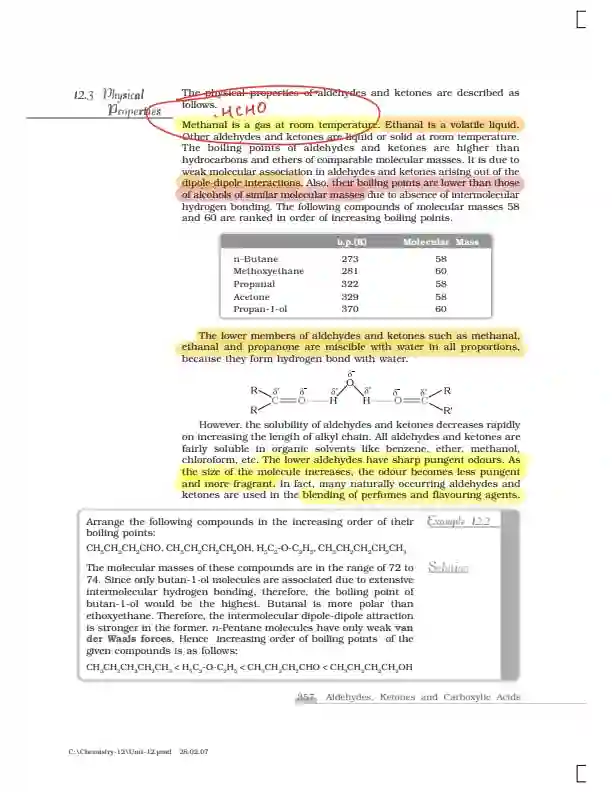 12.3 Physical
Properties
The physical properties of aldehydes and ketones are described as
follows.
.HCHO
Methanal is a gas at room temperature. Ethanal is a volatile liquid.
Other aldehydes and ketones are liquid or solid at room temperature.
The boiling points of aldehydes and ketones are higher than
hydrocarbons and ethers of comparable molecular masses. It is due to
weak molecular association in aldehydes and ketones arising out of the
dipole-dipole interactions. Also, their boiling points are lower than those
of alcohols of similar molecular masses due to absence of intermolecular
hydrogen bonding. The following compounds of molecular masses 58
and 60 are ranked in order of increasing boiling points.
b.p.(K) Molecular Mass
n-Butane 273 58
Methoxyethane 281 60
Propanal 322 58
Acetone 329 58
Propan-1-ol 370 60
The lower members of aldehydes and ketones such as methanal,
ethanal and propanone are miscible with water in all proportions,
because they form hydrogen bond with water.
δ⁻
O
R δ⁺ δ⁻ δ⁺ δ⁺ δ⁻ δ⁺ R
C=O H H O=C
R' R'
However, the solubility of aldehydes and ketones decreases rapidly
on increasing the length of alkyl chain. All aldehydes and ketones are
fairly soluble in organic solvents like benzene, ether, methanol,
chloroform, etc. The lower aldehydes have sharp pungent odours. As
the size of the molecule increases, the odour becomes less pungent
and more fragrant. In fact, many naturally occurring aldehydes and
ketones are used in the blending of perfumes and flavouring agents.
Arrange the following compounds in the increasing order of their
boiling points:
CH₃CH₂CH₂CHO, CH₃CH₂CH₂CH₂OH, H₅C₂-O-C₂H₅, CH₃CH₂CH₂CH₂CH₃
Example 12.2
The molecular masses of these compounds are in the range of 72 to
74. Since only butan-1-ol molecules are associated due to extensive
intermolecular hydrogen bonding, therefore, the boiling point of
butan-1-ol would be the highest. Butanal is more polar than
ethoxyethane. Therefore, the intermolecular dipole-dipole attraction
is stronger in the former. n-Pentane molecules have only weak van
der Waals forces. Hence increasing order of boiling points of the
given compounds is as follows:
CH₃CH₂CH₂CH₂CH₃ < H₅C₂-O-C₂H₅ < CH₃CH₂CH₂CHO < CH₃CH₂CH₂CH₂OH
Solution
357 Aldehydes, Ketones and Carboxylic Acids
C:\Chemistry-12\Unit-12.pmd 28.02.07